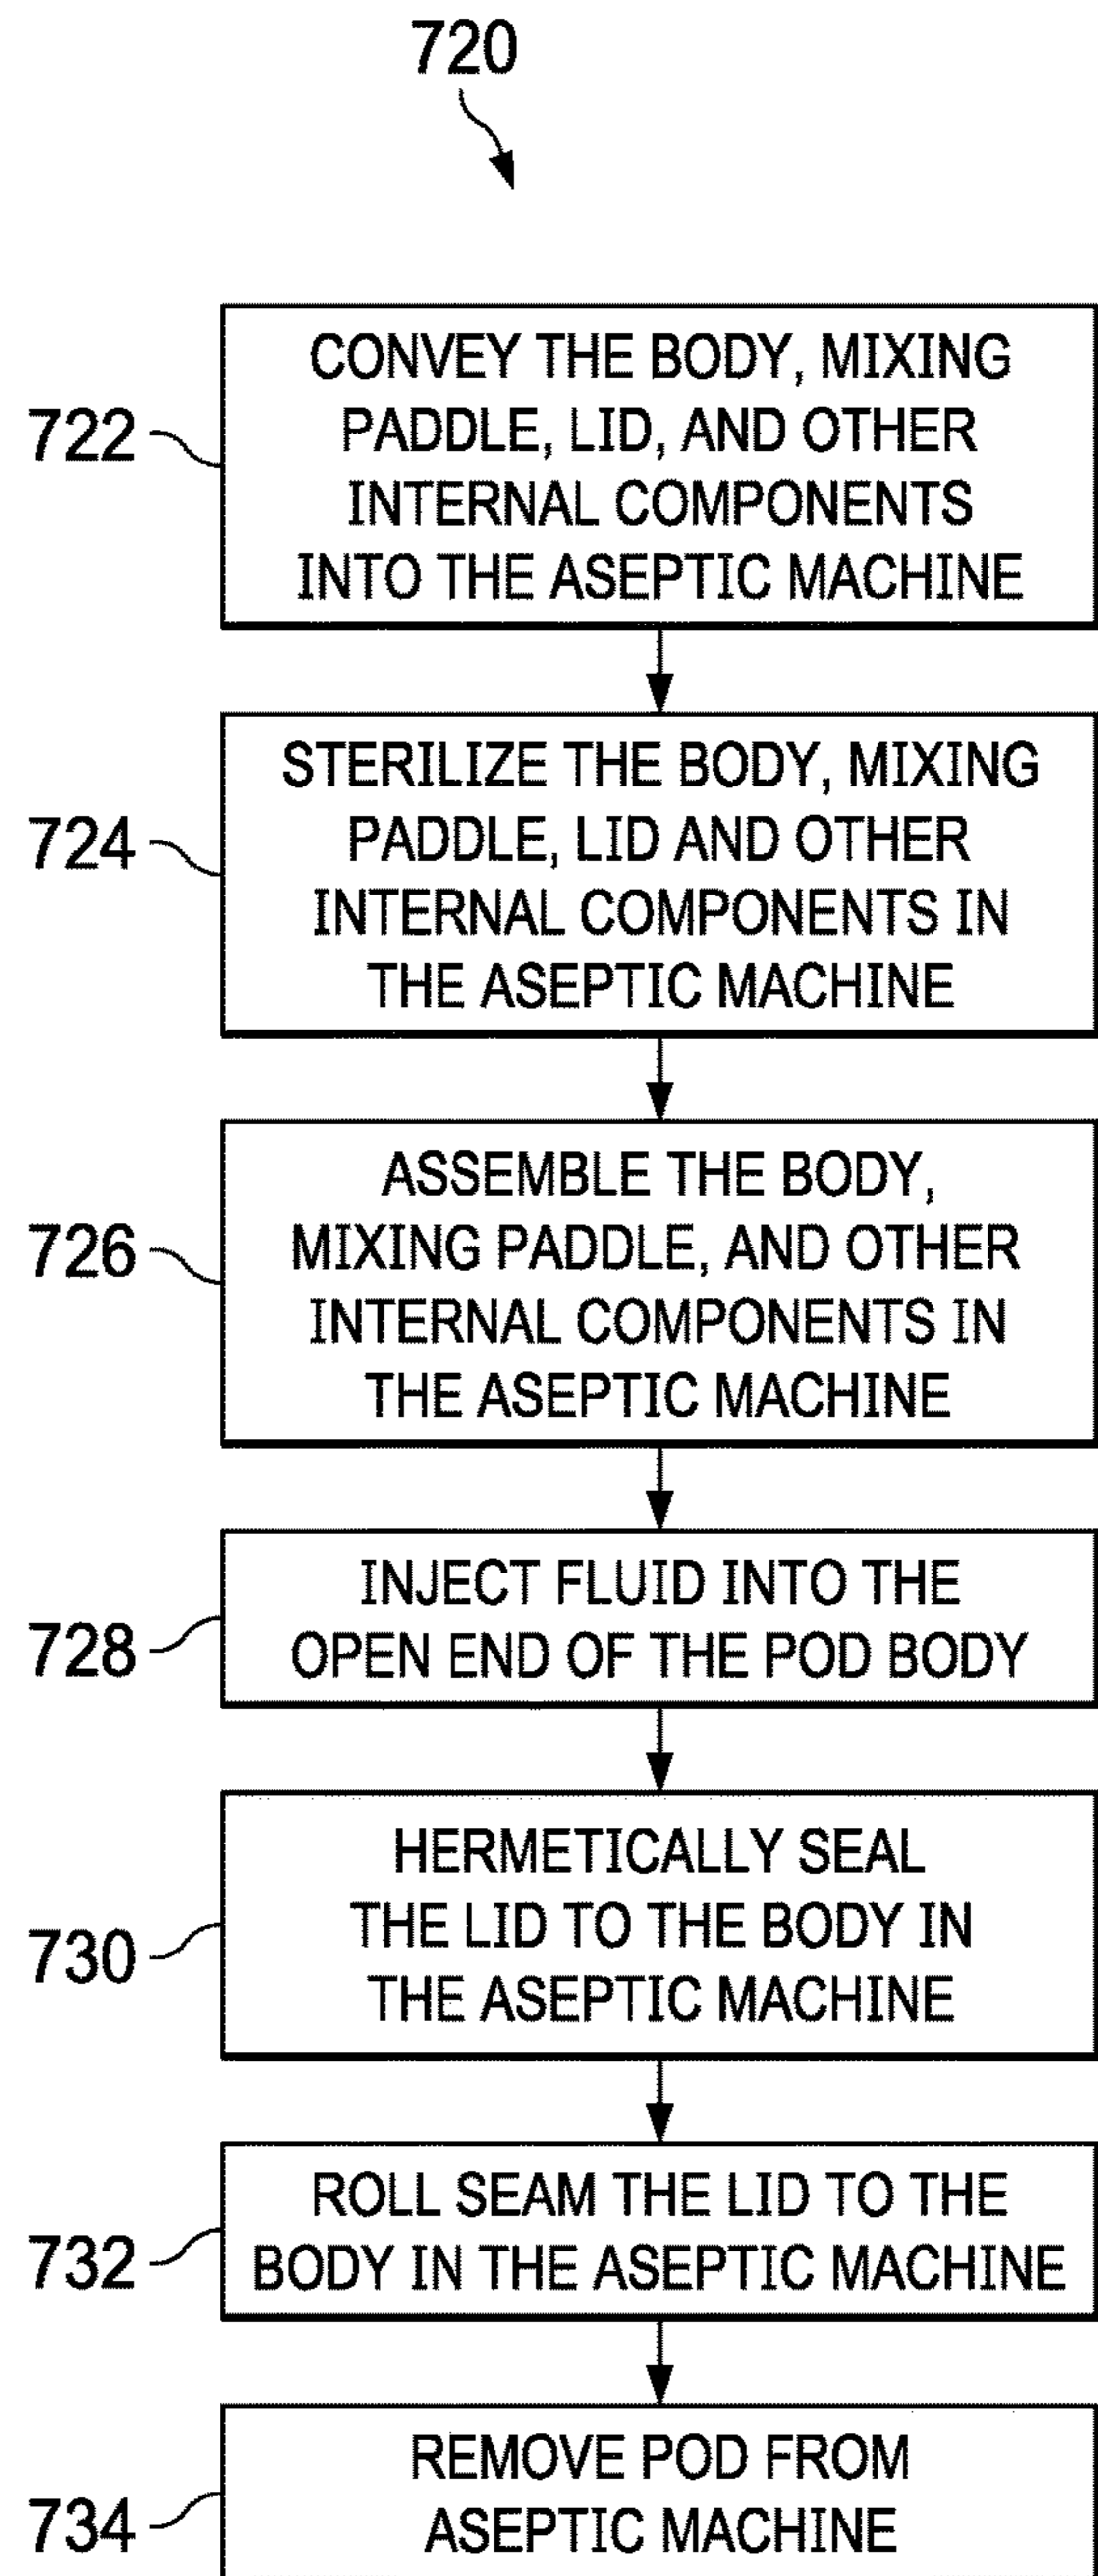 720
722
CONVEY THE BODY, MIXING
PADDLE, LID, AND OTHER
INTERNAL COMPONENTS
INTO THE ASEPTIC MACHINE
724
STERILIZE THE BODY, MIXING
PADDLE, LID AND OTHER
INTERNAL COMPONENTS IN
THE ASEPTIC MACHINE
726
ASSEMBLE THE BODY,
MIXING PADDLE, AND OTHER
INTERNAL COMPONENTS IN
THE ASEPTIC MACHINE
728
INJECT FLUID INTO THE
OPEN END OF THE POD BODY
730
HERMETICALLY SEAL
THE LID TO THE BODY IN
THE ASEPTIC MACHINE
732
ROLL SEAM THE LID TO THE
BODY IN THE ASEPTIC MACHINE
734
REMOVE POD FROM
ASEPTIC MACHINE